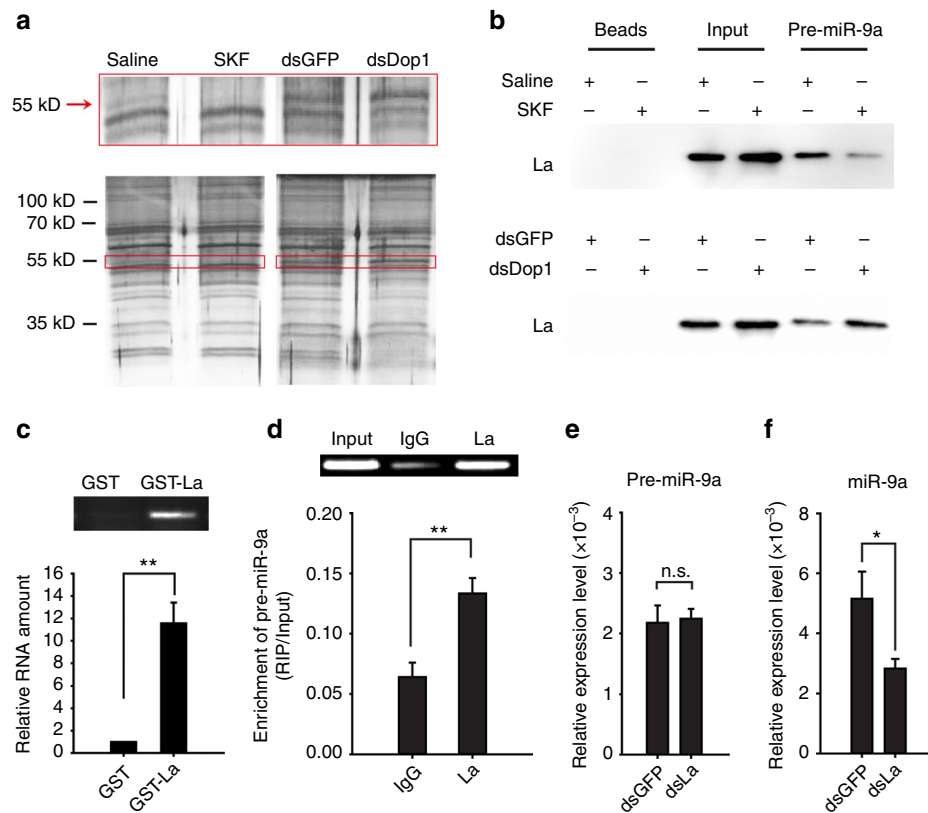 a
Saline SKF dsGFP dsDop1
55 kD
100 kD
70 kD
55 kD
35 kD
b
Beads Input Pre-miR-9a
Saline + – + – + –
SKF – + – + – +
La
dsGFP + – + – + –
dsDop1 – + – + – +
La
c
GST GST-La
Relative RNA amount
16
14
12
10
8
6
4
2
0
**
GST GST-La
d
Input IgG La
Enrichment of pre-miR-9a
(RIP/Input)
0.20
0.15
0.10
0.05
0.00
**
IgG La
e
Pre-miR-9a
Relative expression level (×10⁻³)
4
3
2
1
0
n.s.
dsGFP dsLa
f
miR-9a
Relative expression level (×10⁻³)
8
6
4
2
0
*
dsGFP dsLa